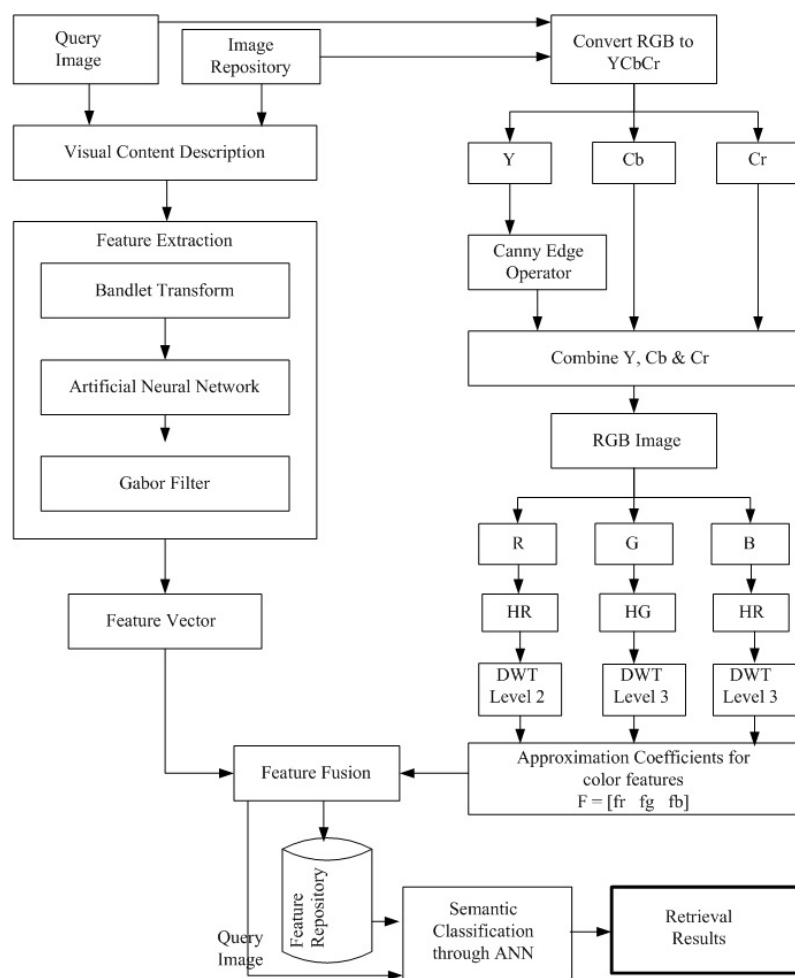 Query
Image
Image
Repository
Convert RGB to
YCbCr
Visual Content Description
Y
Cb
Cr
Feature Extraction
Bandlet Transform
Artificial Neural Network
Gabor Filter
Canny Edge
Operator
Combine Y, Cb & Cr
RGB Image
R
G
B
HR
HG
HR
Feature Vector
DWT
Level 2
DWT
Level 3
DWT
Level 3
Feature Fusion
Approximation Coefficients for
color features
F = [fr fg fb]
Feature
Repository
Query
Image
Semantic
Classification
through ANN
Retrieval
Results